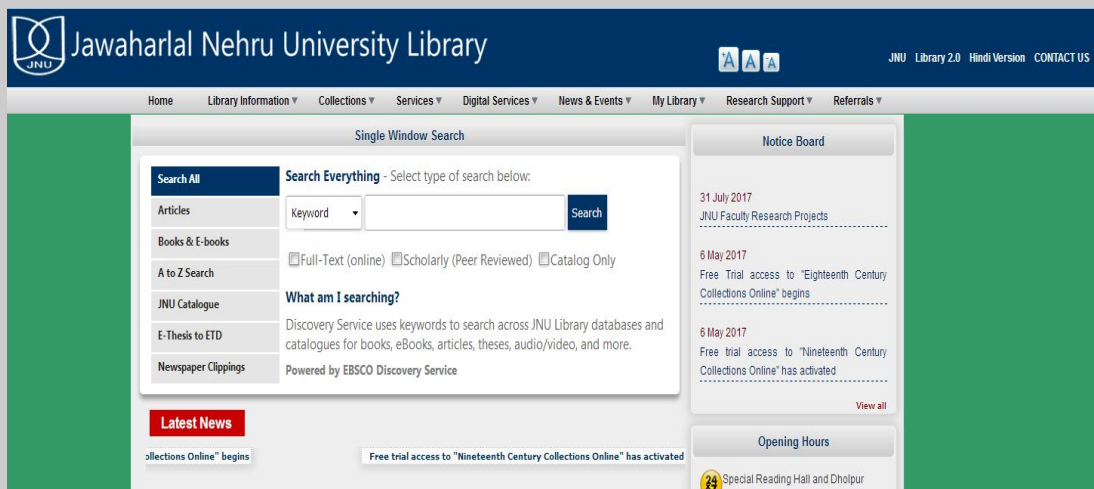 JNU
Jawaharlal Nehru University Library
+A A -A
JNU Library 2.0 Hindi Version CONTACT US
Home Library Information Collections Services Digital Services News & Events My Library Research Support Referrals
Single Window Search
Search All
Articles
Books & E-books
A to Z Search
JNU Catalogue
E-Thesis to ETD
Newspaper Clippings
Search Everything - Select type of search below:
Keyword Search
Full-Text (online) Scholarly (Peer Reviewed) Catalog Only
What am I searching?
Discovery Service uses keywords to search across JNU Library databases and
catalogues for books, eBooks, articles, theses, audio/video, and more.
Powered by EBSCO Discovery Service
Latest News
ollections Online" begins Free trial access to "Nineteenth Century Collections Online" has activated
Notice Board
31 July 2017
JNU Faculty Research Projects
6 May 2017
Free Trial access to "Eighteenth Century
Collections Online" begins
6 May 2017
Free trial access to "Nineteenth Century
Collections Online" has activated
View all
Opening Hours
24
Special Reading Hall and Dholpur